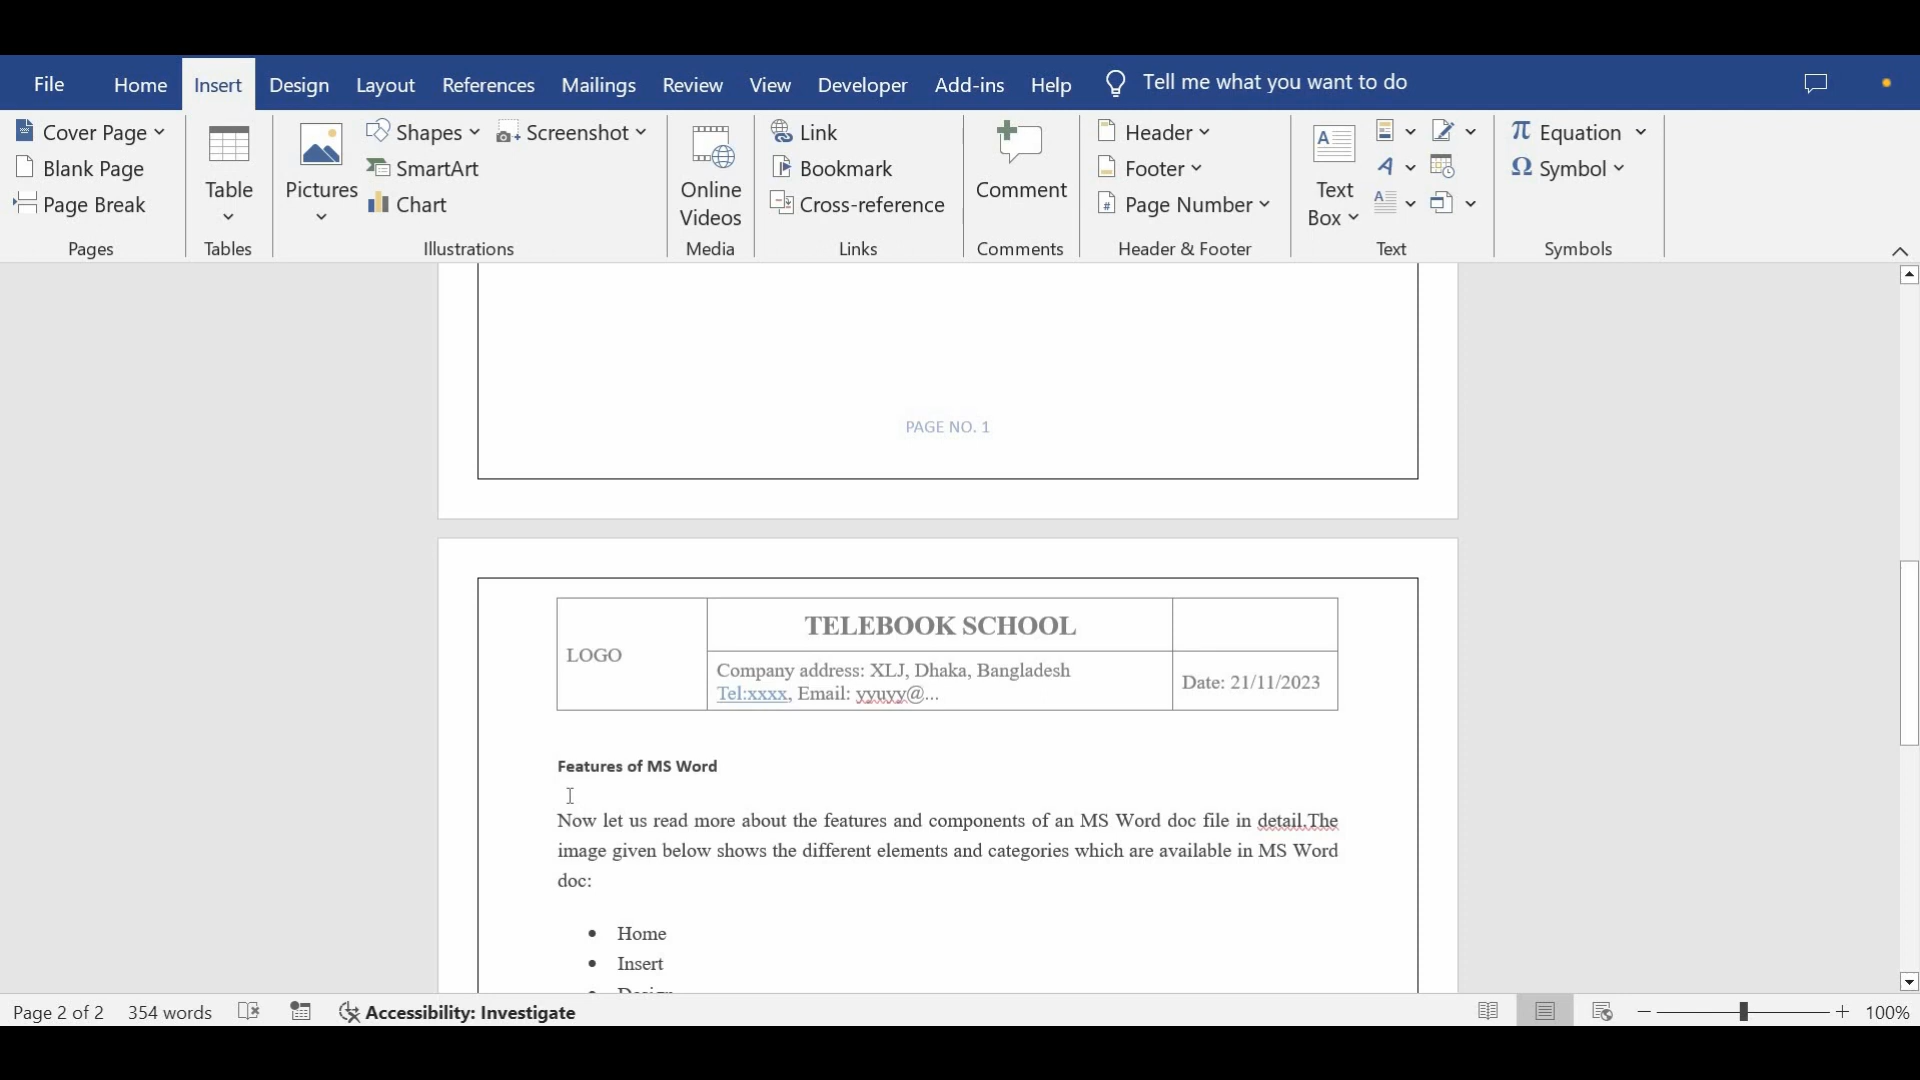 File Home Insert Design Layout References Mailings Review View Developer Add-ins Help Tell me what you want to do
Cover Page
Blank Page
Page Break
Pages
Table
Tables
Pictures
Shapes
SmartArt
Chart
Screenshot
Illustrations
Online
Videos
Media
Link
Bookmark
Cross-reference
Links
Comment
Comments
Header
Footer
Page Number
Header & Footer
Text
Box
Text
π Equation
Ω Symbol
Symbols
PAGE NO. 1
LOGO
TELEBOOK SCHOOL
Company address: XLJ, Dhaka, Bangladesh
Tel:xxxx, Email: yyuyy@...
Date: 21/11/2023
Features of MS Word
Now let us read more about the features and components of an MS Word doc file in detail.The
image given below shows the different elements and categories which are available in MS Word
doc:
• Home
• Insert
• Design
Page 2 of 2 354 words Accessibility: Investigate 100%